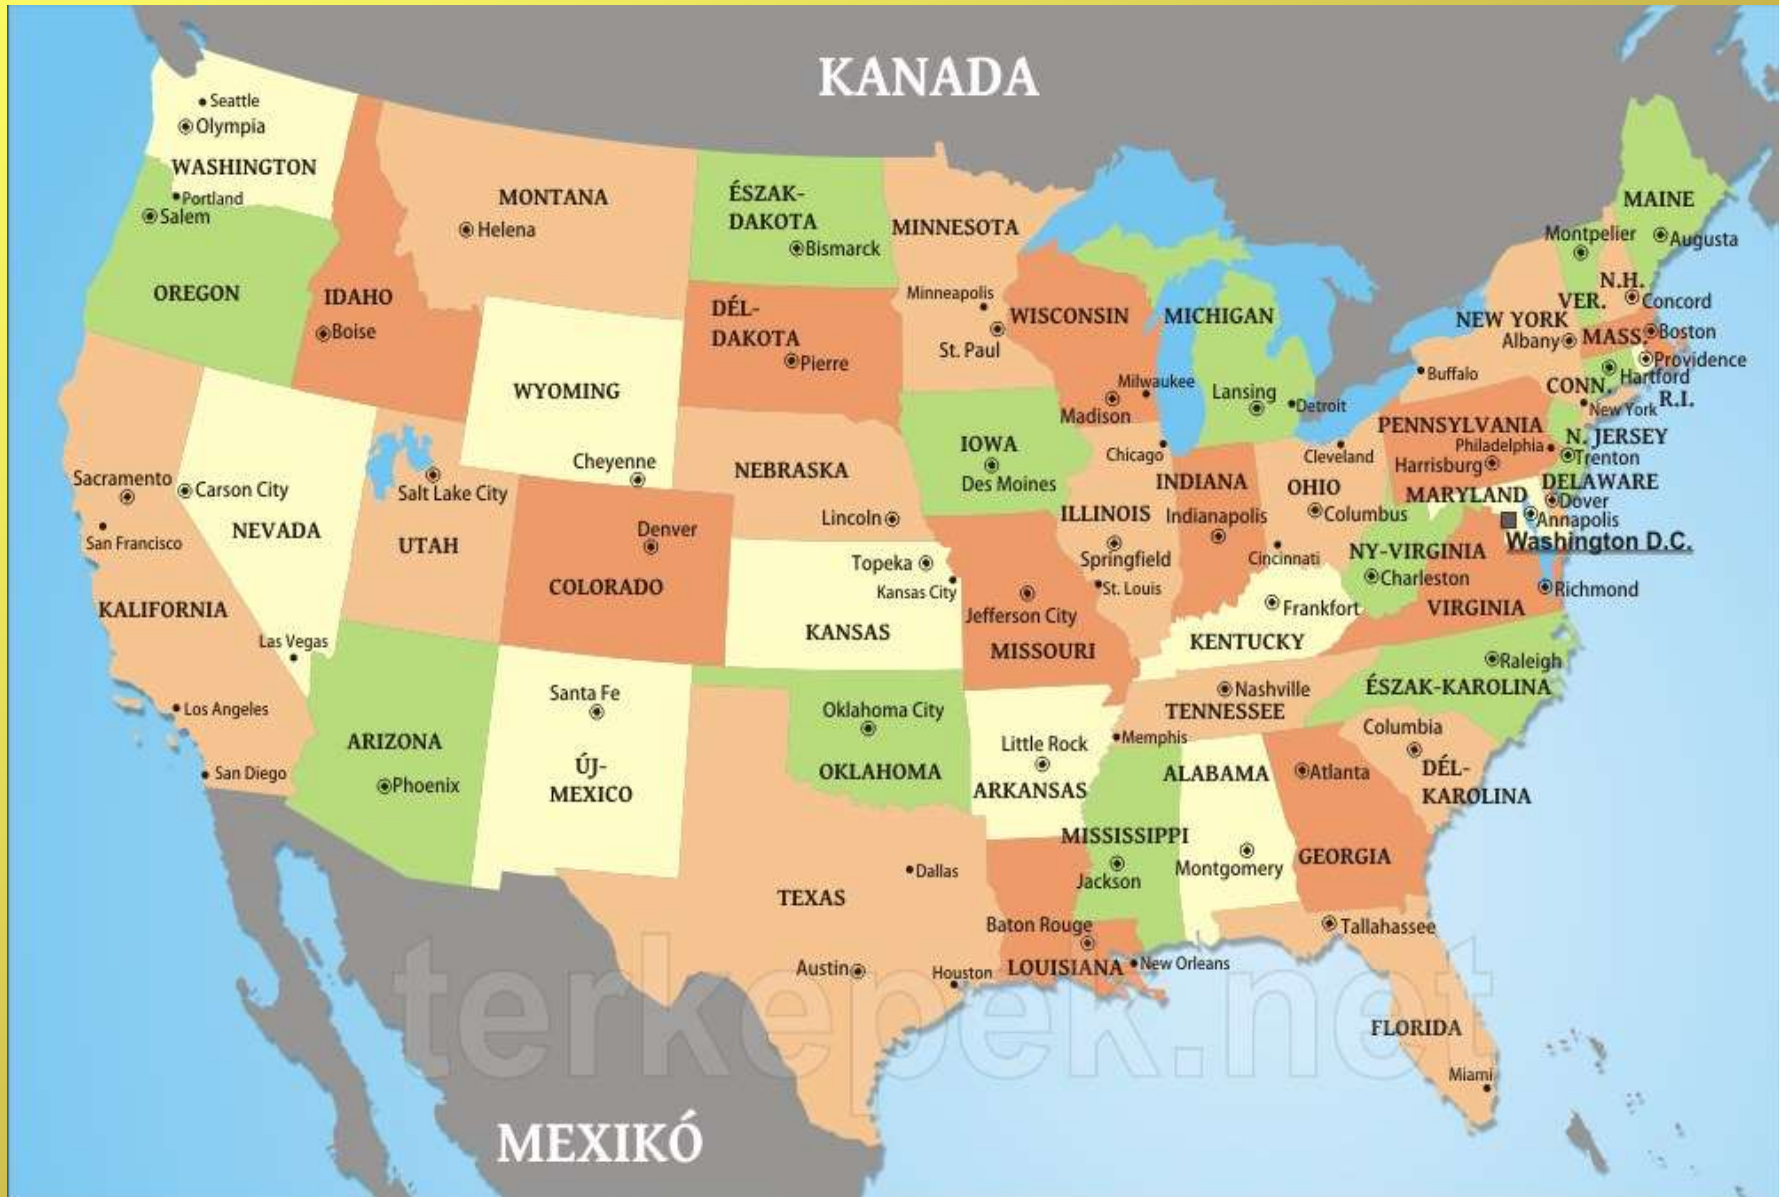 KANADA
Seattle
Olympia
WASHINGTON
Portland
Salem
OREGON
IDAHO
Boise
MONTANA
Helena
ÉSZAK-
DAKOTA
Bismarck
MINNESOTA
Minneapolis
St. Paul
DÉL-
DAKOTA
Pierre
WYOMING
Cheyenne
WISCONSIN
Milwaukee
Madison
MICHIGAN
Lansing
Detroit
MAINE
Augusta
Montpelier
N.H.
VER.
Concord
NEW YORK
Albany
Buffalo
MASS.
Boston
Providence
Hartford
CONN.
R.I.
New York
PENNSYLVANIA
Philadelphia
Harrisburg
N. JERSEY
Trenton
DELAWARE
Dover
MARYLAND
Annapolis
Washington D.C.
Sacramento
San Francisco
Carson City
NEVADA
Las Vegas
KALIFORNIA
Los Angeles
San Diego
Salt Lake City
UTAH
Denver
COLORADO
NEBRASKA
Lincoln
IOWA
Des Moines
Chicago
ILLINOIS
Springfield
INDIANA
Indianapolis
Cleveland
OHIO
Columbus
Cincinnati
NY-VIRGINIA
Charleston
Richmond
VIRGINIA
Topeka
Kansas City
KANSAS
Jefferson City
MISSOURI
St. Louis
Frankfort
KENTUCKY
Raleigh
ÉSZAK-KAROLINA
Nashville
TENNESSEE
Memphis
ARIZONA
Phoenix
Santa Fe
ÚJ-
MEXICO
Oklahoma City
OKLAHOMA
Little Rock
ARKANSAS
Columbia
DÉL-
KAROLINA
ALABAMA
Montgomery
Atlanta
GEORGIA
MISSISSIPPI
Jackson
TEXAS
Dallas
Austin
Houston
Baton Rouge
LOUISIANA
New Orleans
Tallahassee
FLORIDA
Miami
terkepek.net
MEXIKÓ